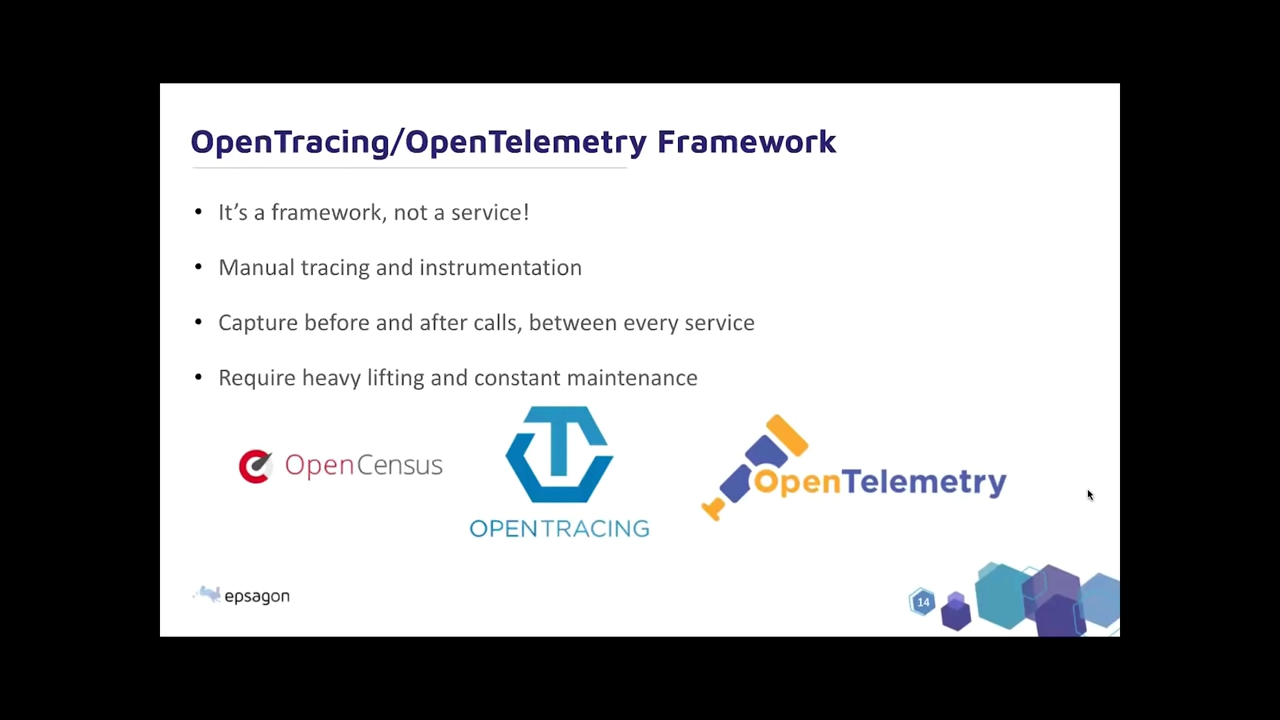 OpenTracing/OpenTelemetry Framework
• It’s a framework, not a service!
• Manual tracing and instrumentation
• Capture before and after calls, between every service
• Require heavy lifting and constant maintenance
OpenCensus
OPENTRACING
OpenTelemetry
epsagon
14